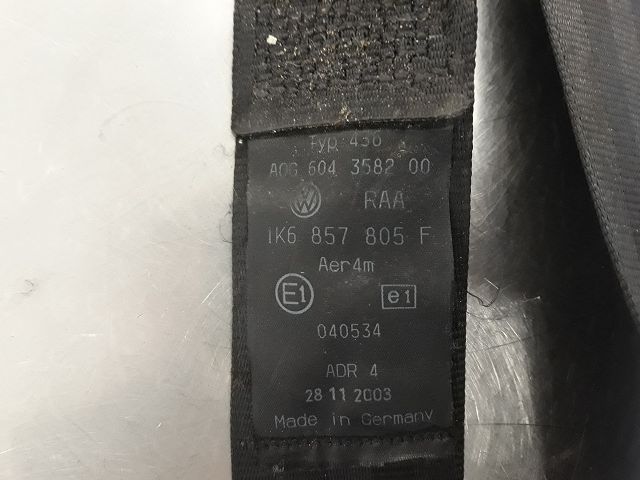 Typ. 456
A0G 604 3582 00
RAA
1K6 857 805 F
Aer4m
E1 e1
040534
ADR 4
28 11 2003
Made in Germany